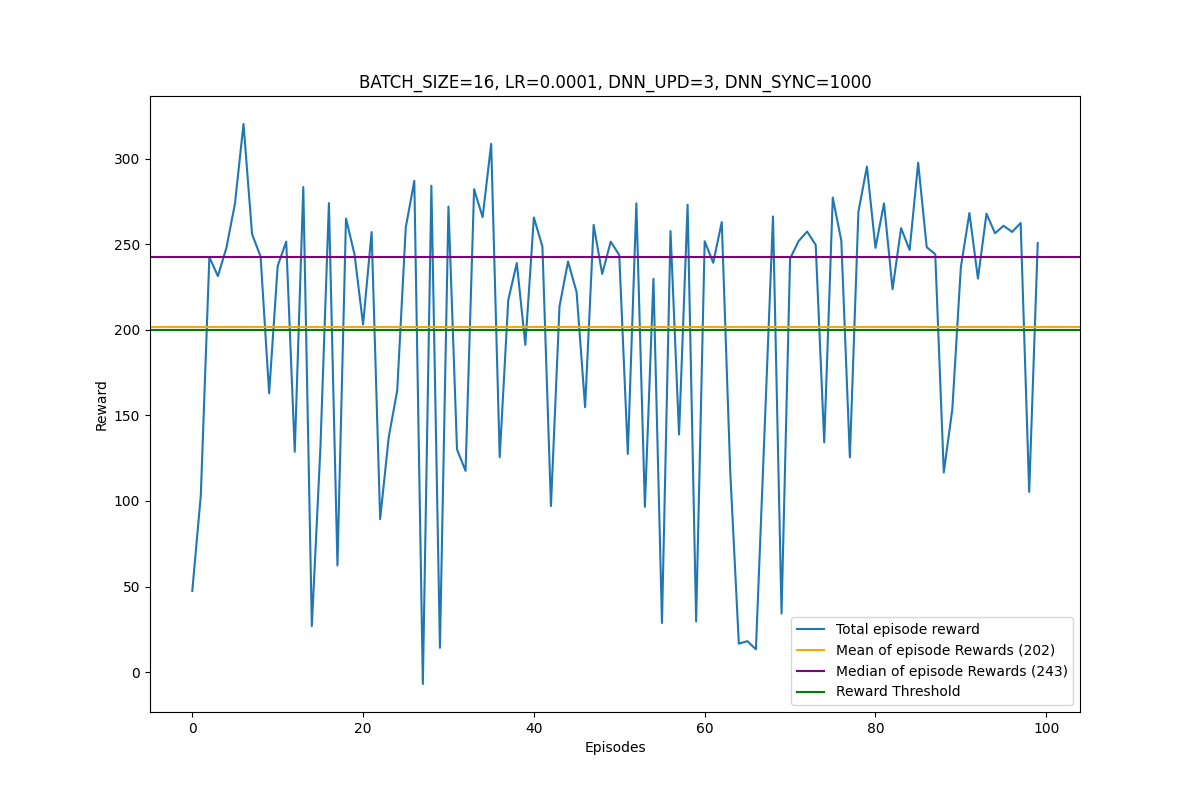 BATCH_SIZE=16, LR=0.0001, DNN_UPD=3, DNN_SYNC=1000
300
250
200
150
100
50
0
Reward
0 20 40 60 80 100
Episodes
Total episode reward
Mean of episode Rewards (202)
Median of episode Rewards (243)
Reward Threshold